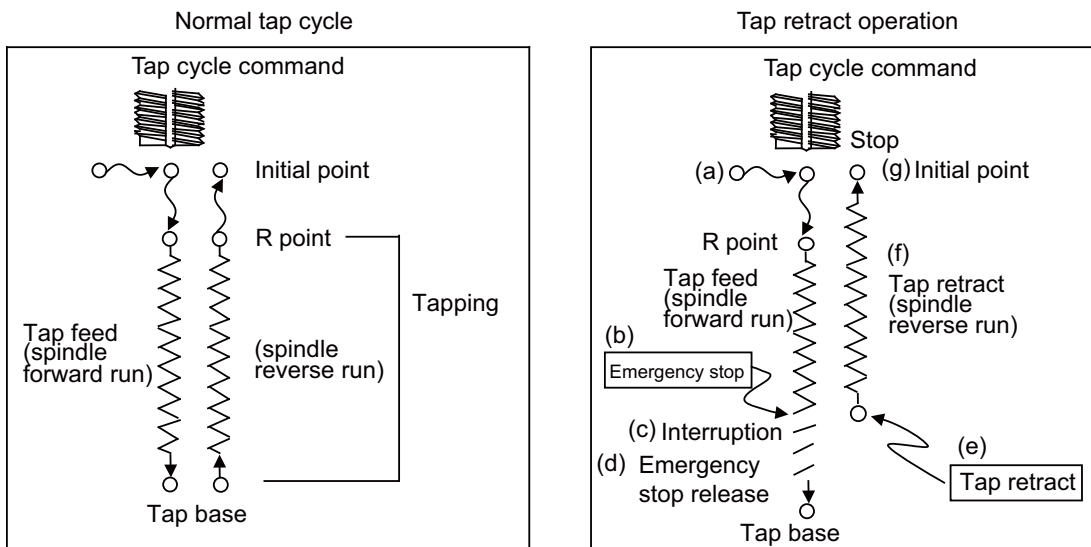 Normal tap cycle
Tap cycle command
Initial point
R point
Tapping
Tap feed
(spindle
forward run)
(spindle
reverse run)
Tap base
Tap retract operation
Tap cycle command
Stop
(a)
(g) Initial point
R point
(f)
Tap feed
(spindle
forward run)
Tap retract
(spindle
reverse run)
(b)
Emergency stop
(c) Interruption
(d) Emergency
stop release
(e)
Tap retract
Tap base